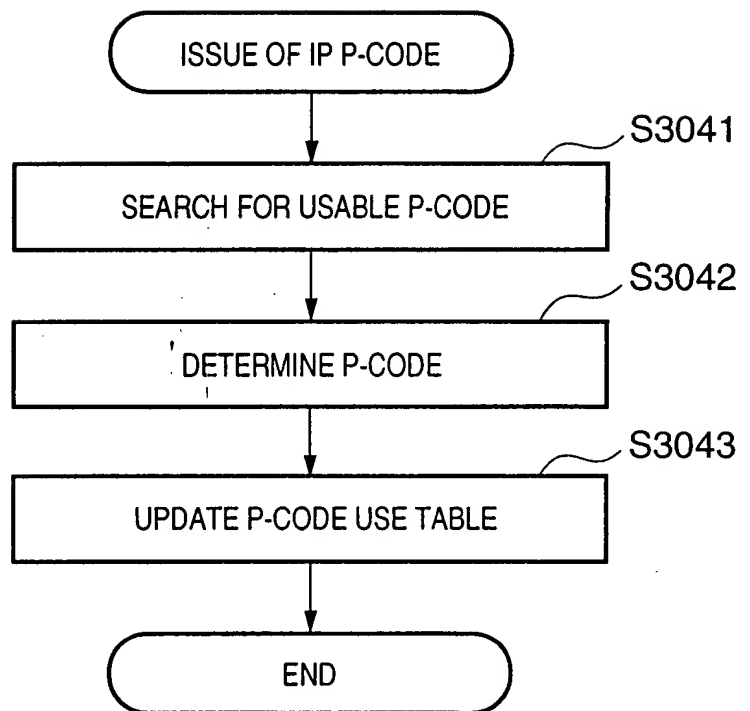 ISSUE OF IP P-CODE
S3041
SEARCH FOR USABLE P-CODE
S3042
DETERMINE P-CODE
S3043
UPDATE P-CODE USE TABLE
END